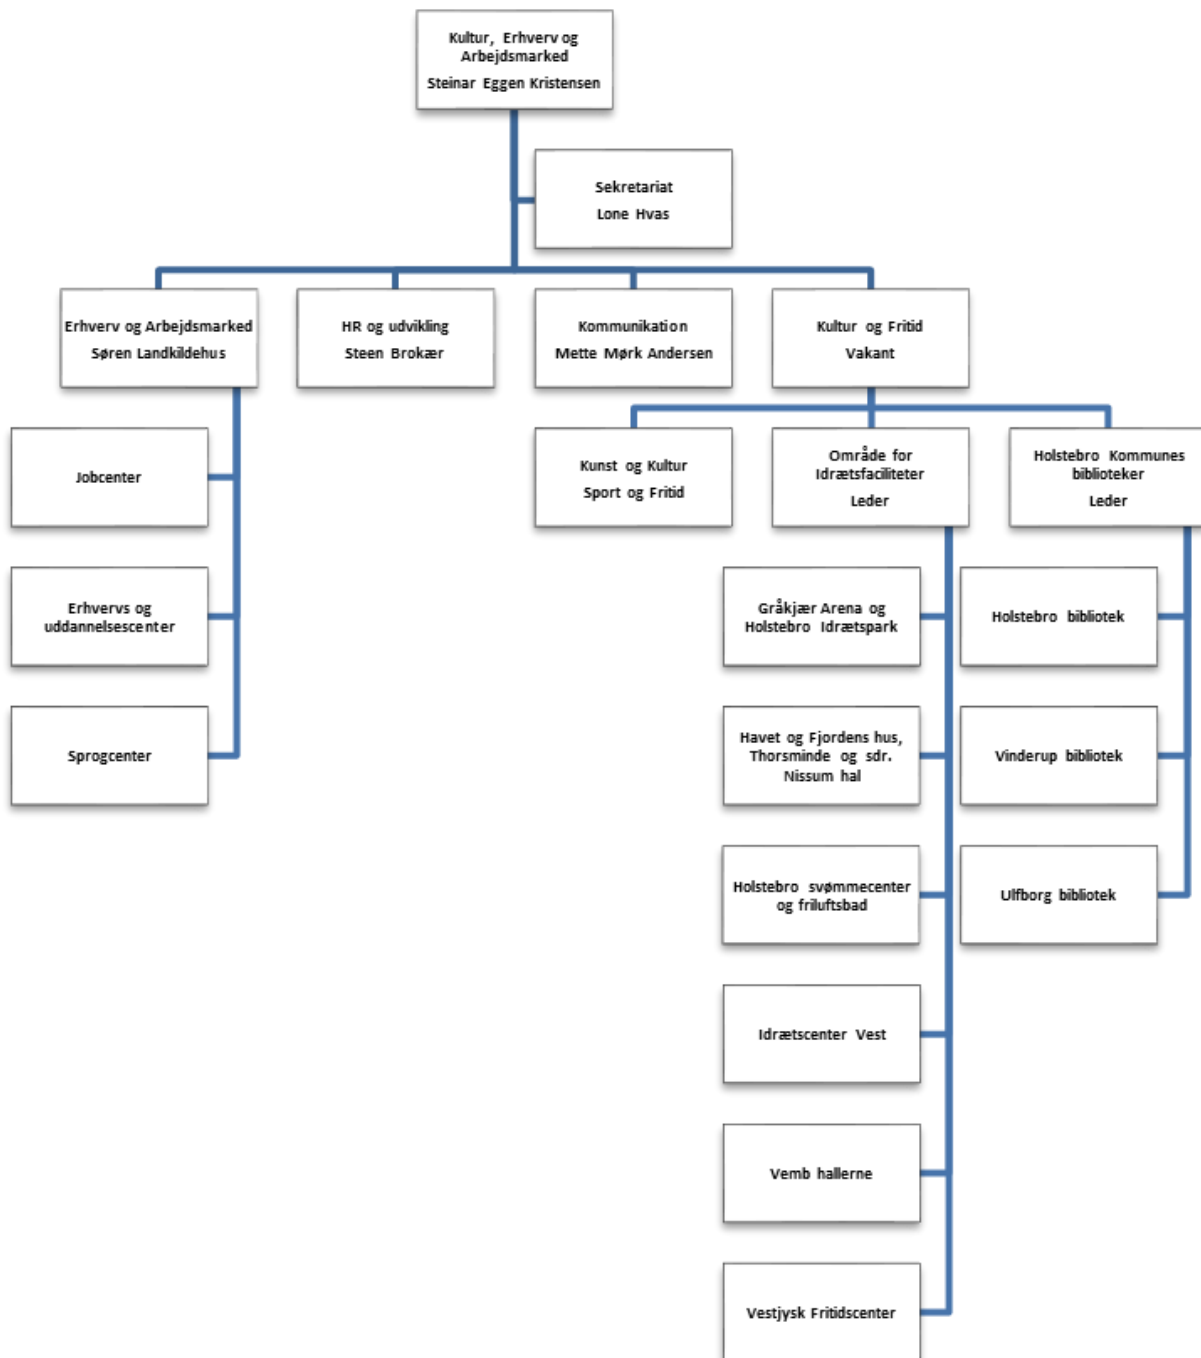 Kultur, Erhverv og
Arbejdsmarked
Steinar Eggen Kristensen
Sekretariat
Lone Hvas
Erhverv og Arbejdsmarked
Søren Landkildehus
HR og udvikling
Steen Brokær
Kommunikation
Mette Mørk Andersen
Kultur og Fritid
Vakant
Jobcenter
Erhvervs og
uddannelsescenter
Sprogcenter
Kunst og Kultur
Sport og Fritid
Område for
Idrætsfaciliteter
Leder
Holstebro Kommunes
biblioteker
Leder
Gråkjær Arena og
Holstebro Idrætspark
Havet og Fjordens hus,
Thorsminde og sdr.
Nissum hal
Holstebro svømmecenter
og friluftsbad
Idrætscenter Vest
Vemb hallerne
Vestjysk Fritidscenter
Holstebro bibliotek
Vinderup bibliotek
Ulfborg bibliotek